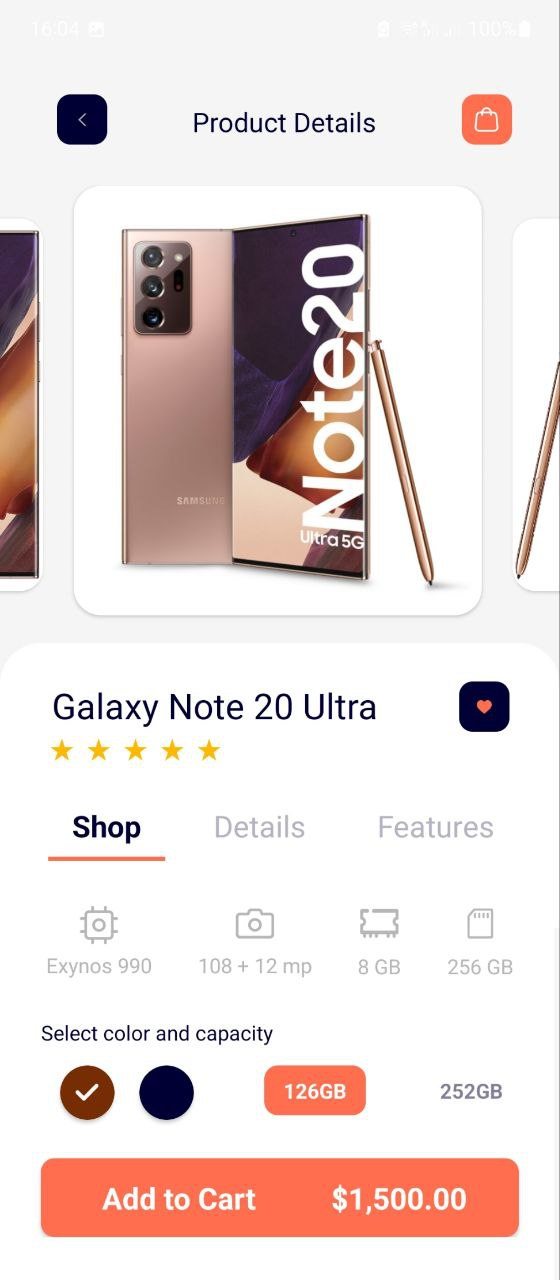 16:04 100%
Product Details
Note20
Ultra 5G
SAMSUNG
Galaxy Note 20 Ultra
Shop Details Features
Exynos 990 108 + 12 mp 8 GB 256 GB
Select color and capacity
126GB 252GB
Add to Cart $1,500.00